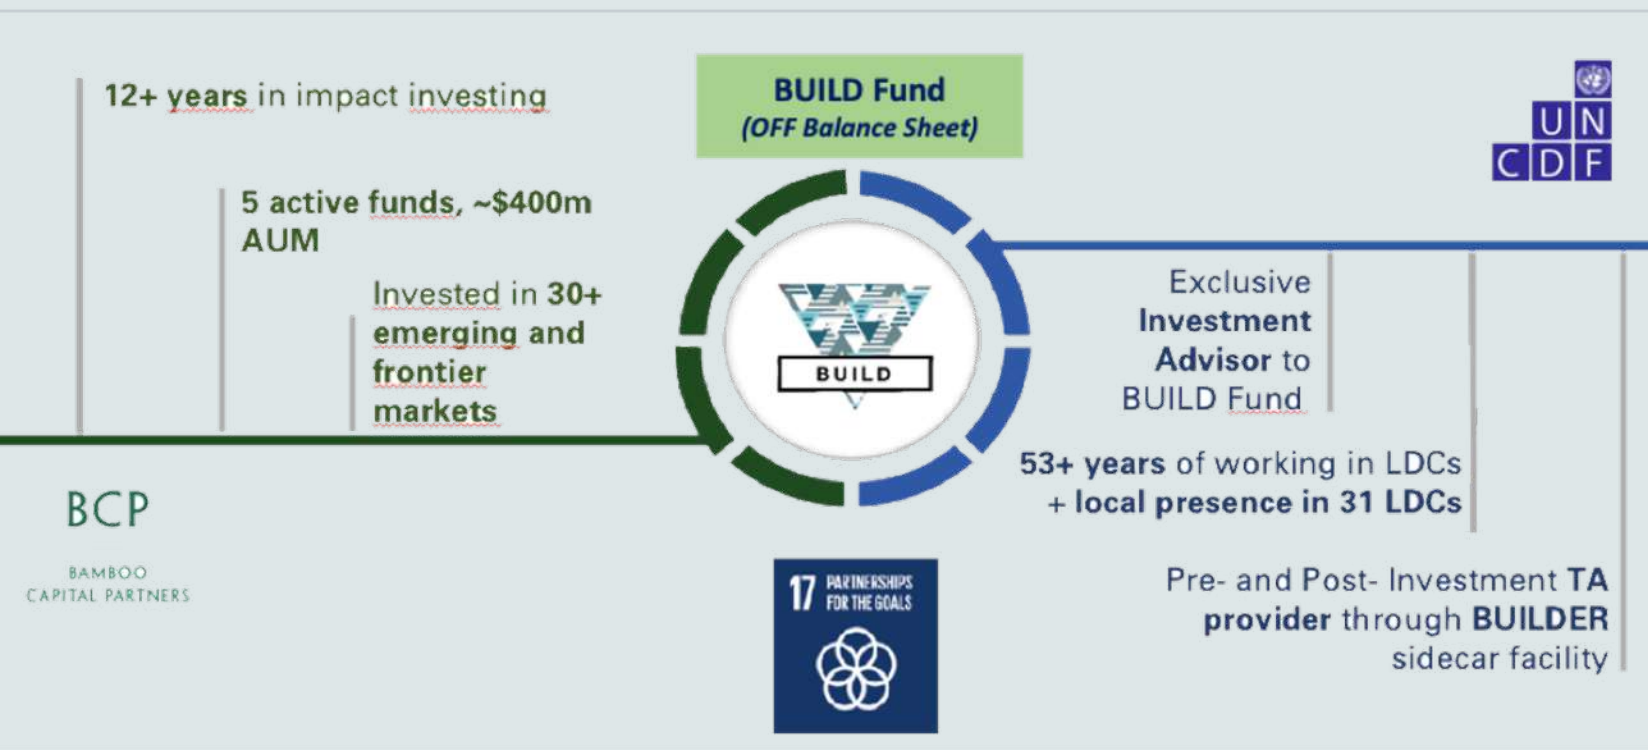 BUILD Fund
(OFF Balance Sheet)
12+ years in impact investing
5 active funds, ~$400m
AUM
Invested in 30+
emerging and
frontier
markets
BCP
BAMBOO
CAPITAL PARTNERS
BUILD
17 PARTNERSHIPS
FOR THE GOALS
UN
CDF
Exclusive
Investment
Advisor to
BUILD Fund
53+ years of working in LDCs
+ local presence in 31 LDCs
Pre- and Post- Investment TA
provider through BUILDER
sidecar facility